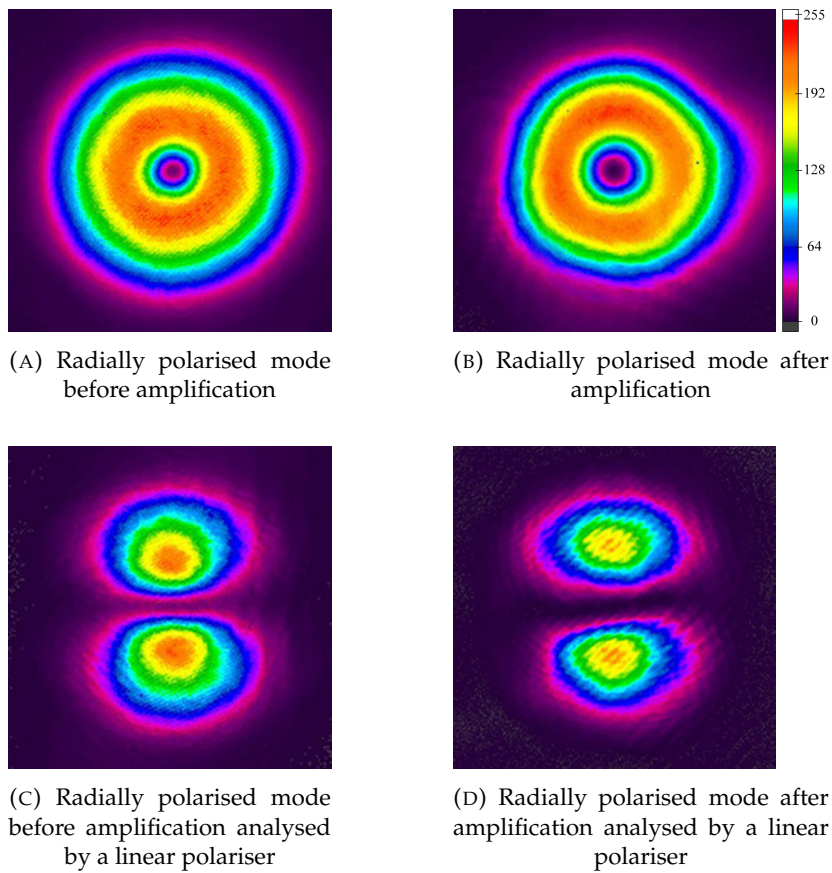 255
192
128
64
0
(A) Radially polarised mode
before amplification
(B) Radially polarised mode after
amplification
(C) Radially polarised mode
before amplification analysed
by a linear polariser
(D) Radially polarised mode after
amplification analysed by a linear
polariser